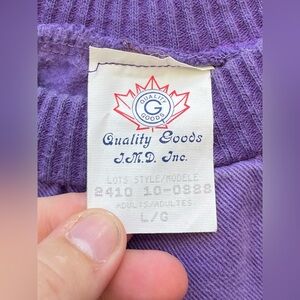 QUALITY
G
GOODS
Quality Goods
I.M.D. Inc.
LOTS STYLE/MODELE
2410 10-0988
ADULTS/ADULTES
L/G